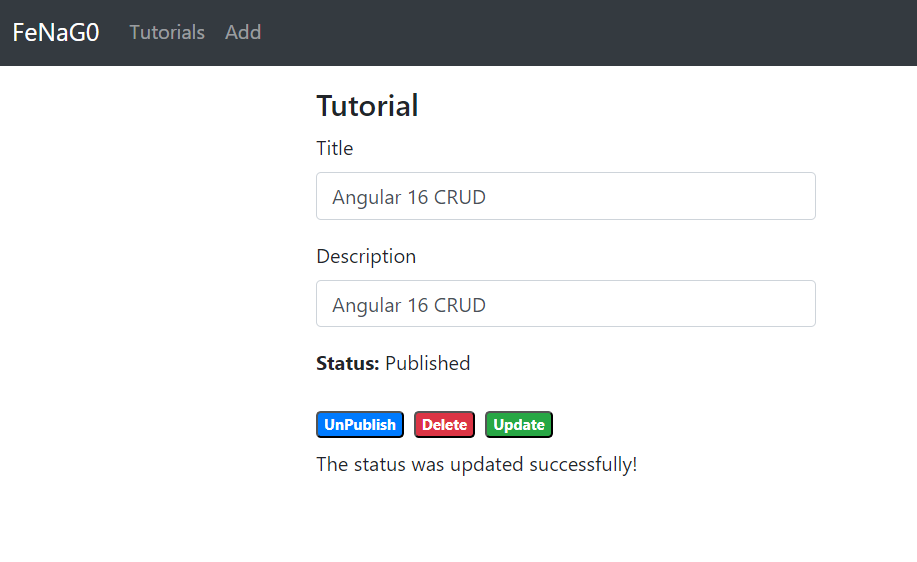 FeNaG0 Tutorials Add
Tutorial
Title
Angular 16 CRUD
Description
Angular 16 CRUD
Status: Published
UnPublish Delete Update
The status was updated successfully!